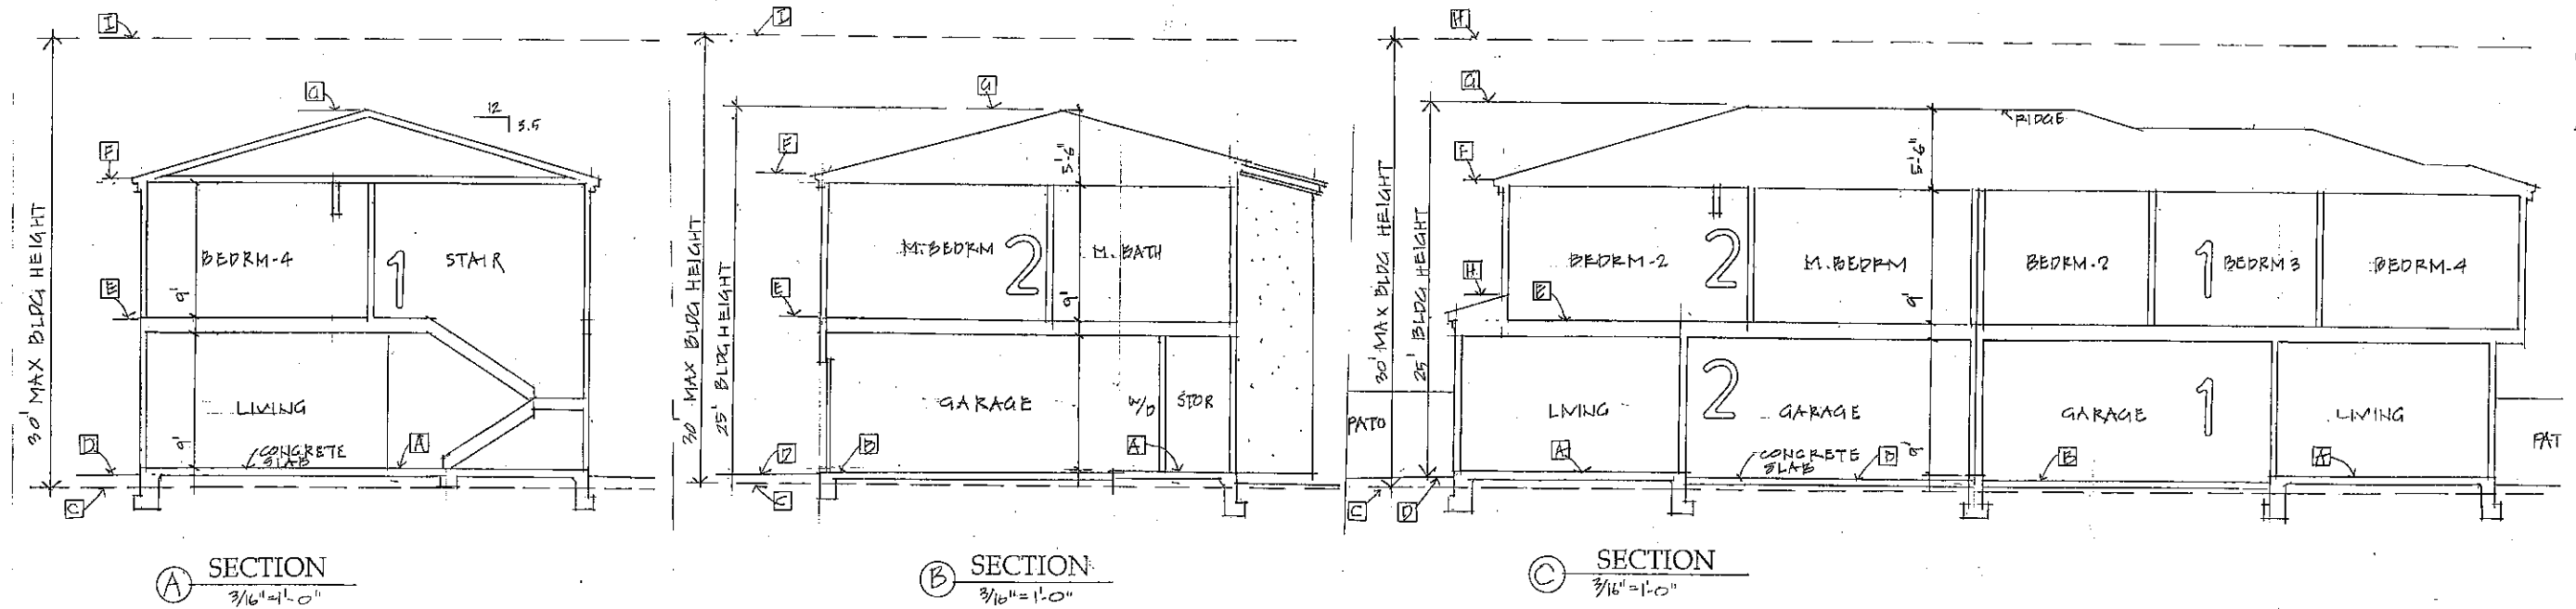 I
G
12
3.5
F
30' MAX BLDG HEIGHT
BEDRM-4
1
STAIR
9'
E
LIVING
9'
D
CONCRETE
SLAB
A
C
A SECTION
3/16"=1'-0"
I
G
F
5'-6"
30' MAX BLDG HEIGHT
25' BLDG HEIGHT
M. BEDRM
2
M. BATH
E
9'
GARAGE
W/D
STOR
D
B
A
C
B SECTION
3/16"=1'-0"
H
G
RIDGE
F
5'-6"
30' MAX BLDG HEIGHT
25' BLDG HEIGHT
BEDRM-2
2
M. BEDRM
BEDRM-2
1
BEDRM 3
BEDRM-4
H
E
9'
PATO
LIVING
2
GARAGE
GARAGE
1
LIVING
PAT
A
CONCRETE
SLAB
B
9'
B
A
C
D
C SECTION
3/16"=1'-0"